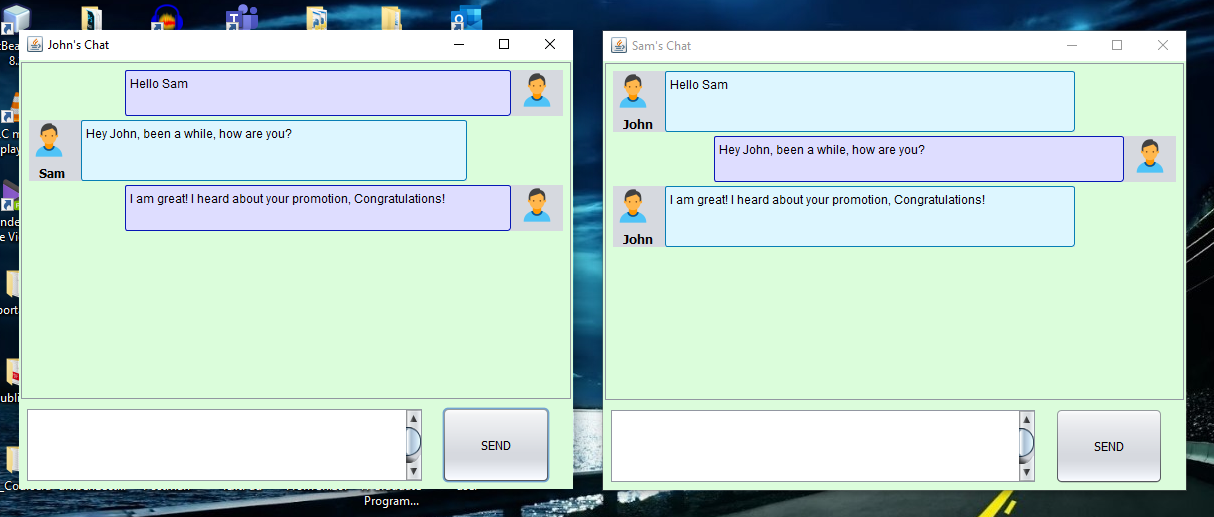 John's Chat
Hello Sam
Hey John, been a while, how are you?
Sam
I am great! I heard about your promotion, Congratulations!
SEND
Sam's Chat
Hello Sam
John
Hey John, been a while, how are you?
I am great! I heard about your promotion, Congratulations!
John
SEND
8.
play
Program...